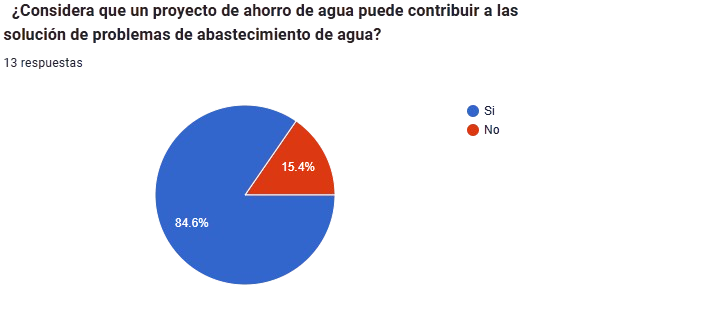 ¿Considera que un proyecto de ahorro de agua puede contribuir a las
solución de problemas de abastecimiento de agua?
13 respuestas
Si
No
15.4%
84.6%